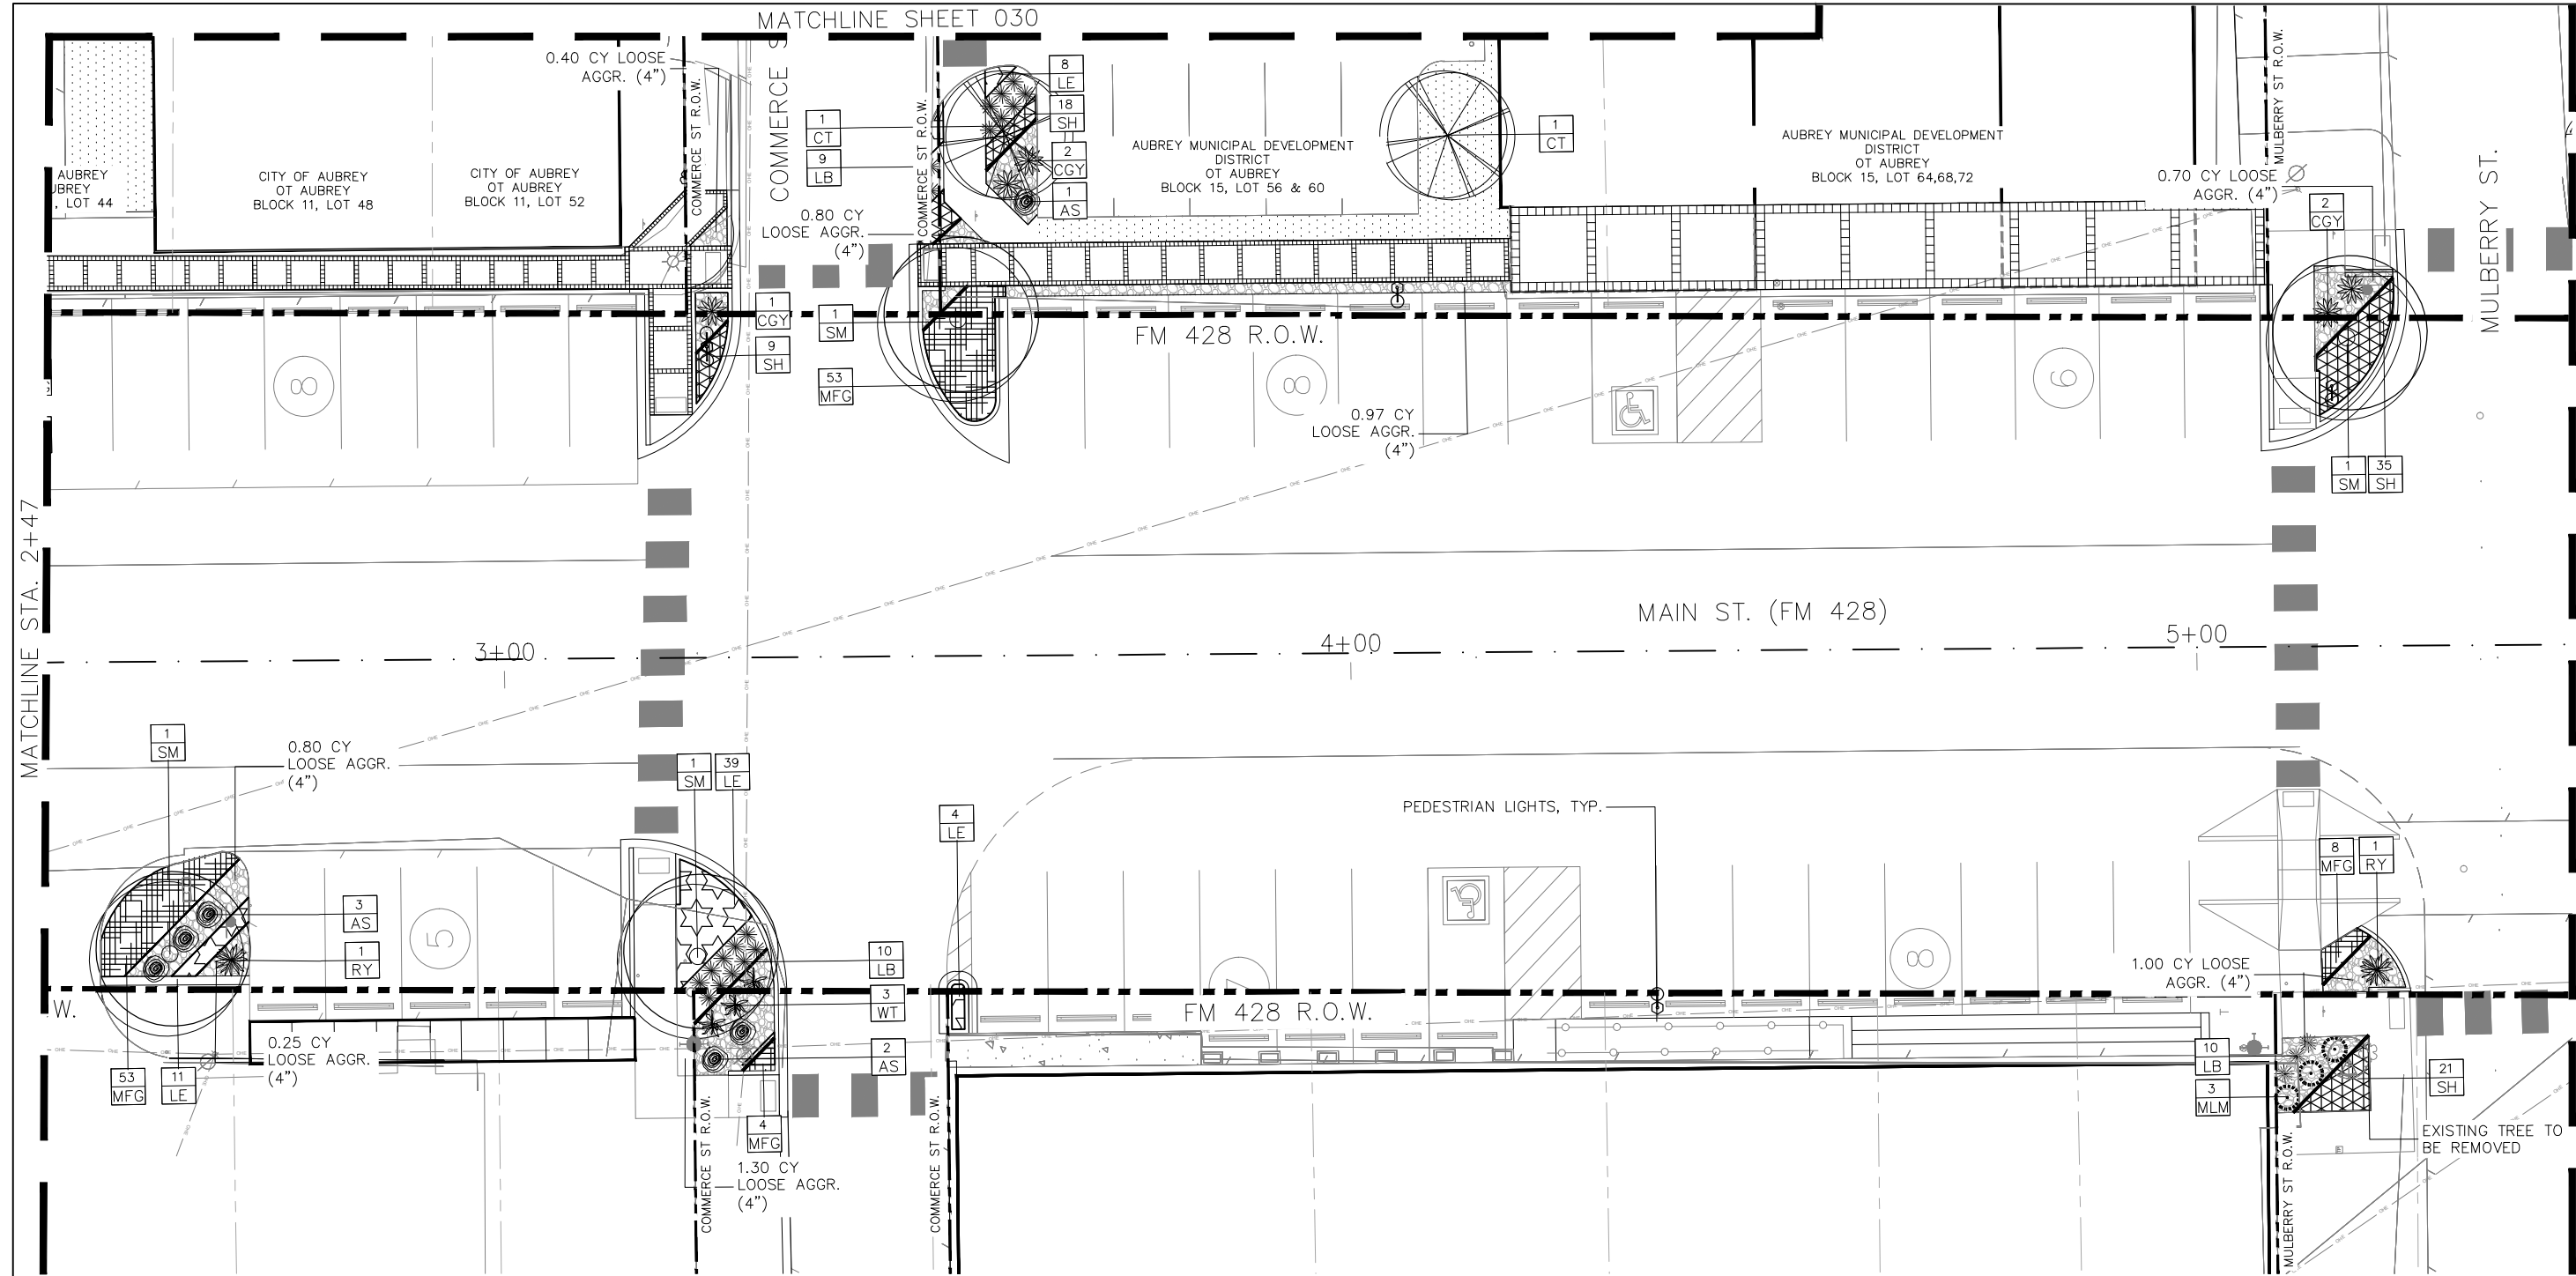 MATCHLINE SHEET 030
0.40 CY LOOSE
AGGR. (4")
COMMERCE ST R.O.W.
COMMERCE S
COMMERCE ST R.O.W.
8
LE
18
SH
2
CGY
1
AS
1
CT
9
LB
0.80 CY
LOOSE AGGR.
(4")
AUBREY
UBREY
, LOT 44
CITY OF AUBREY
OT AUBREY
BLOCK 11, LOT 48
CITY OF AUBREY
OT AUBREY
BLOCK 11, LOT 52
AUBREY MUNICIPAL DEVELOPMENT
DISTRICT
OT AUBREY
BLOCK 15, LOT 56 & 60
1
CT
AUBREY MUNICIPAL DEVELOPMENT
DISTRICT
OT AUBREY
BLOCK 15, LOT 64,68,72
MULBERRY ST R.O.W.
0.70 CY LOOSE
AGGR. (4")
2
CGY
MULBERRY ST.
1
CGY
9
SH
1
SM
53
MFG
FM 428 R.O.W.
8
8
6
0.97 CY
LOOSE AGGR.
(4")
1
SM
35
SH
MATCHLINE STA. 2+47
MAIN ST. (FM 428)
3+00
4+00
5+00
1
SM
0.80 CY
LOOSE AGGR.
(4")
1
SM
39
LE
4
LE
PEDESTRIAN LIGHTS, TYP.
8
MFG
1
RY
3
AS
1
RY
5
10
LB
3
WT
2
AS
8
1.00 CY LOOSE
AGGR. (4")
W.
FM 428 R.O.W.
0.25 CY
LOOSE AGGR.
(4")
53
MFG
11
LE
4
MFG
1.30 CY
LOOSE AGGR.
(4")
COMMERCE ST R.O.W.
COMMERCE ST R.O.W.
10
LB
3
MLM
21
SH
EXISTING TREE TO
BE REMOVED
MULBERRY ST R.O.W.